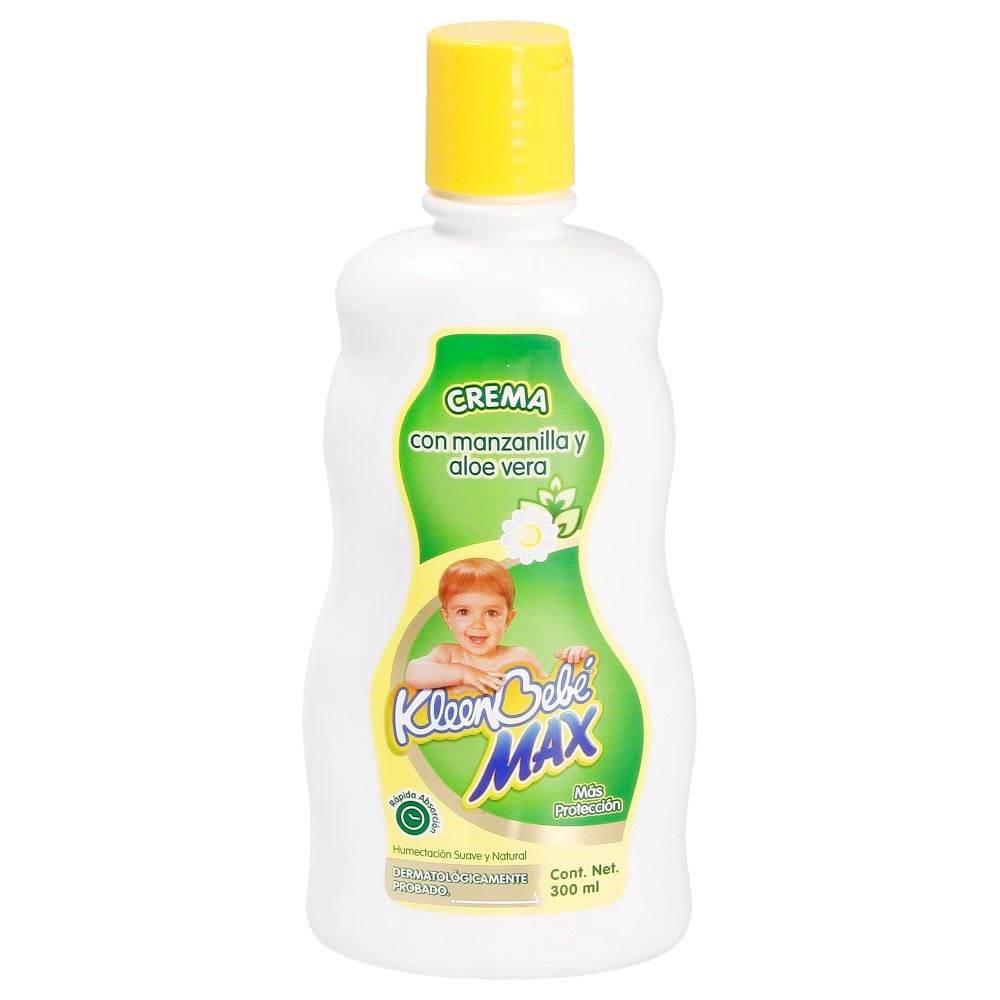 CREMA
con manzanilla y
aloe vera
KleenBebé
MAX
Más
Protección
Rápida Absorción
Humectación Suave y Natural
DERMATOLÓGICAMENTE
PROBADO.
Cont. Net.
300 ml